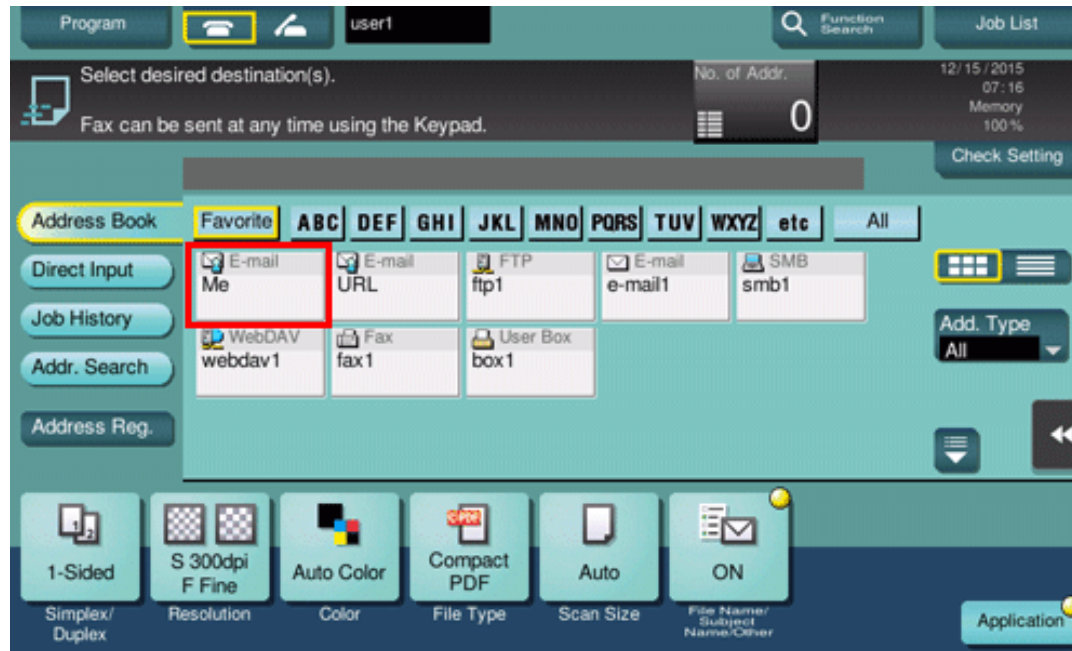 Program
user1
Function
Search
Job List
Select desired destination(s).
Fax can be sent at any time using the Keypad.
No. of Addr.
0
12/15/2015
07:16
Memory
100%
Check Setting
Address Book
Favorite
ABC
DEF
GHI
JKL
MNO
PQRS
TUV
WXYZ
etc
All
Direct Input
Job History
Addr. Search
Address Reg.
E-mail
Me
E-mail
URL
FTP
ftp1
E-mail
e-mail1
SMB
smb1
WebDAV
webdav1
Fax
fax1
User Box
box1
Add. Type
All
1 2
1-Sided
Simplex/
Duplex
S 300dpi
F Fine
Resolution
Auto Color
Color
cPDF
Compact
PDF
File Type
Auto
Scan Size
ON
File Name/
Subject
Name/Other
Application